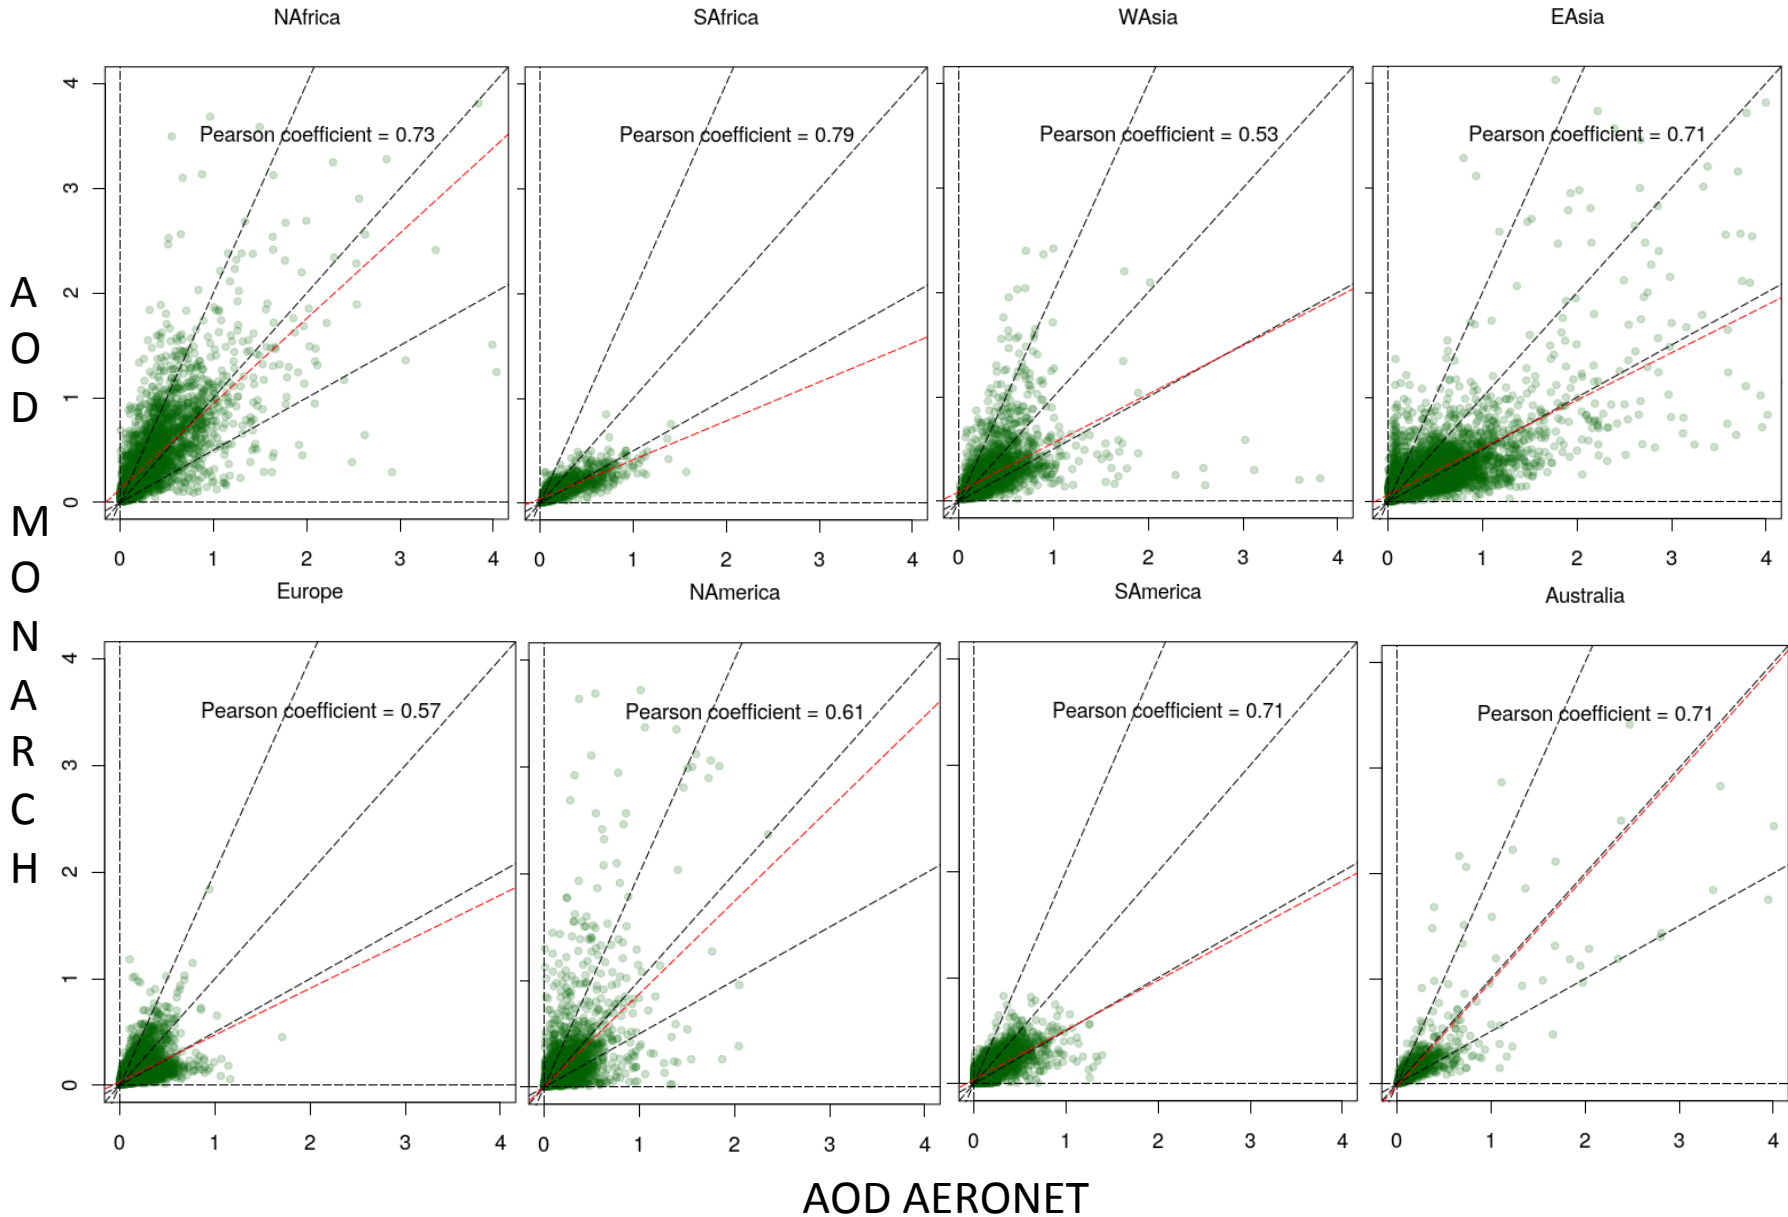 NAfrica
SAfrica
WAsia
EAsia
Pearson coefficient = 0.73
Pearson coefficient = 0.79
Pearson coefficient = 0.53
Pearson coefficient = 0.71
4
3
2
1
0
0 1 2 3 4
0 1 2 3 4
0 1 2 3 4
0 1 2 3 4
Europe
NAmerica
SAmerica
Australia
Pearson coefficient = 0.57
Pearson coefficient = 0.61
Pearson coefficient = 0.71
Pearson coefficient = 0.71
4
3
2
1
0
0 1 2 3 4
0 1 2 3 4
0 1 2 3 4
0 1 2 3 4
AOD MONARCH
AOD AERONET